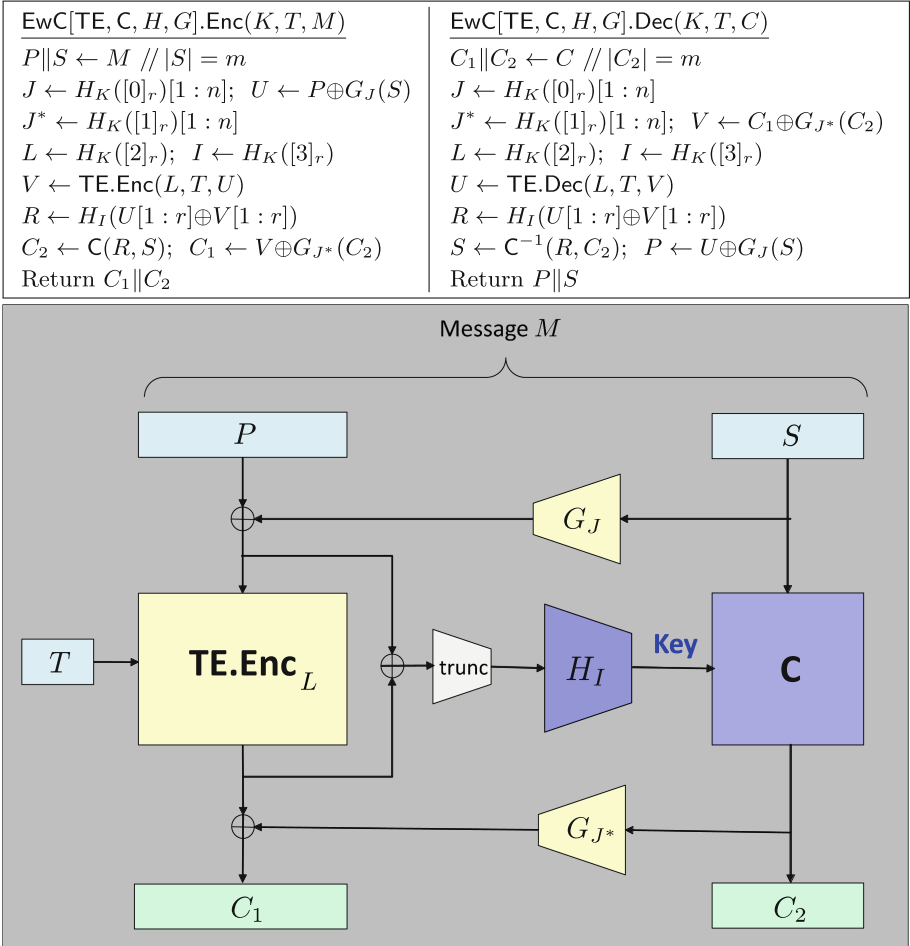 EwC[TE, C, H, G].Enc(K, T, M)
P∥S ← M // |S| = m
J ← H_K([0]_r)[1 : n]; U ← P⊕G_J(S)
J* ← H_K([1]_r)[1 : n]
L ← H_K([2]_r); I ← H_K([3]_r)
V ← TE.Enc(L, T, U)
R ← H_I(U[1 : r]⊕V[1 : r])
C_2 ← C(R, S); C_1 ← V⊕G_{J*}(C_2)
Return C_1∥C_2
EwC[TE, C, H, G].Dec(K, T, C)
C_1∥C_2 ← C // |C_2| = m
J ← H_K([0]_r)[1 : n]
J* ← H_K([1]_r)[1 : n]; V ← C_1⊕G_{J*}(C_2)
L ← H_K([2]_r); I ← H_K([3]_r)
U ← TE.Dec(L, T, V)
R ← H_I(U[1 : r]⊕V[1 : r])
S ← C^{-1}(R, C_2); P ← U⊕G_J(S)
Return P∥S
Message M
P
S
G_J
T
TE.Enc_L
trunc
H_I
Key
C
G_{J*}
C_1
C_2